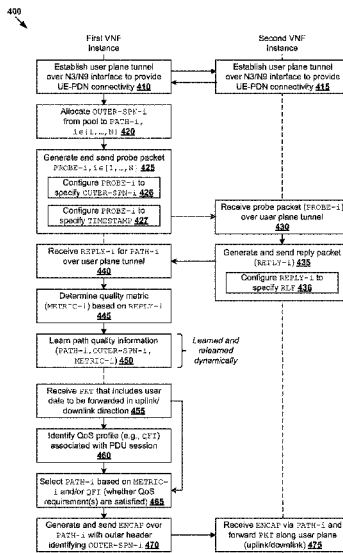 400
First VNF
instance
Second VNF
instance
Establish user plane tunnel
over N3/N9 interface to provide
UE-PDN connectivity 410
Establish user plane tunnel
over N3/N9 interface to provide
UE-PDN connectivity 415
Allocate OUTER-SPN-i
from pool to PATH-i,
i∈{1,…,N} 420
Generate and send probe packet
PROBE-i, i∈{1,…,N} 425
Configure PROBE-i to
specify OUTER-SPN-i 426
Configure PROBE-i to
specify TIMESTAMP 427
Receive probe packet (PROBE-i)
over user plane tunnel
430
Receive REPLY-i for PATH-i
over user plane tunnel
440
Generate and send reply packet
(REPLY-i) 435
Configure REPLY-i to
specify RLF 436
Determine quality matric
(METRIC-i) based on REPLY-i
445
Learn path quality information
(PATH-i, OUTER-SPN-i,
METRIC-i) 450
Learned and
relearned
dynamically
Receive PKT that includes user
data to be forwarded in uplink/
downlink direction 455
Identify QoS profile (e.g., QFI)
associated with PDU session
460
Select PATH-i based on METRIC-
i and/or QFI (whether QoS
requirement(s) are satisfied) 465
Generate and send ENCAP over
PATH-i with outer header
identifying OUTER-SPN-i 470
Receive ENCAP via PATH-i and
forward PKT along user plane
(uplink/downlink) 475